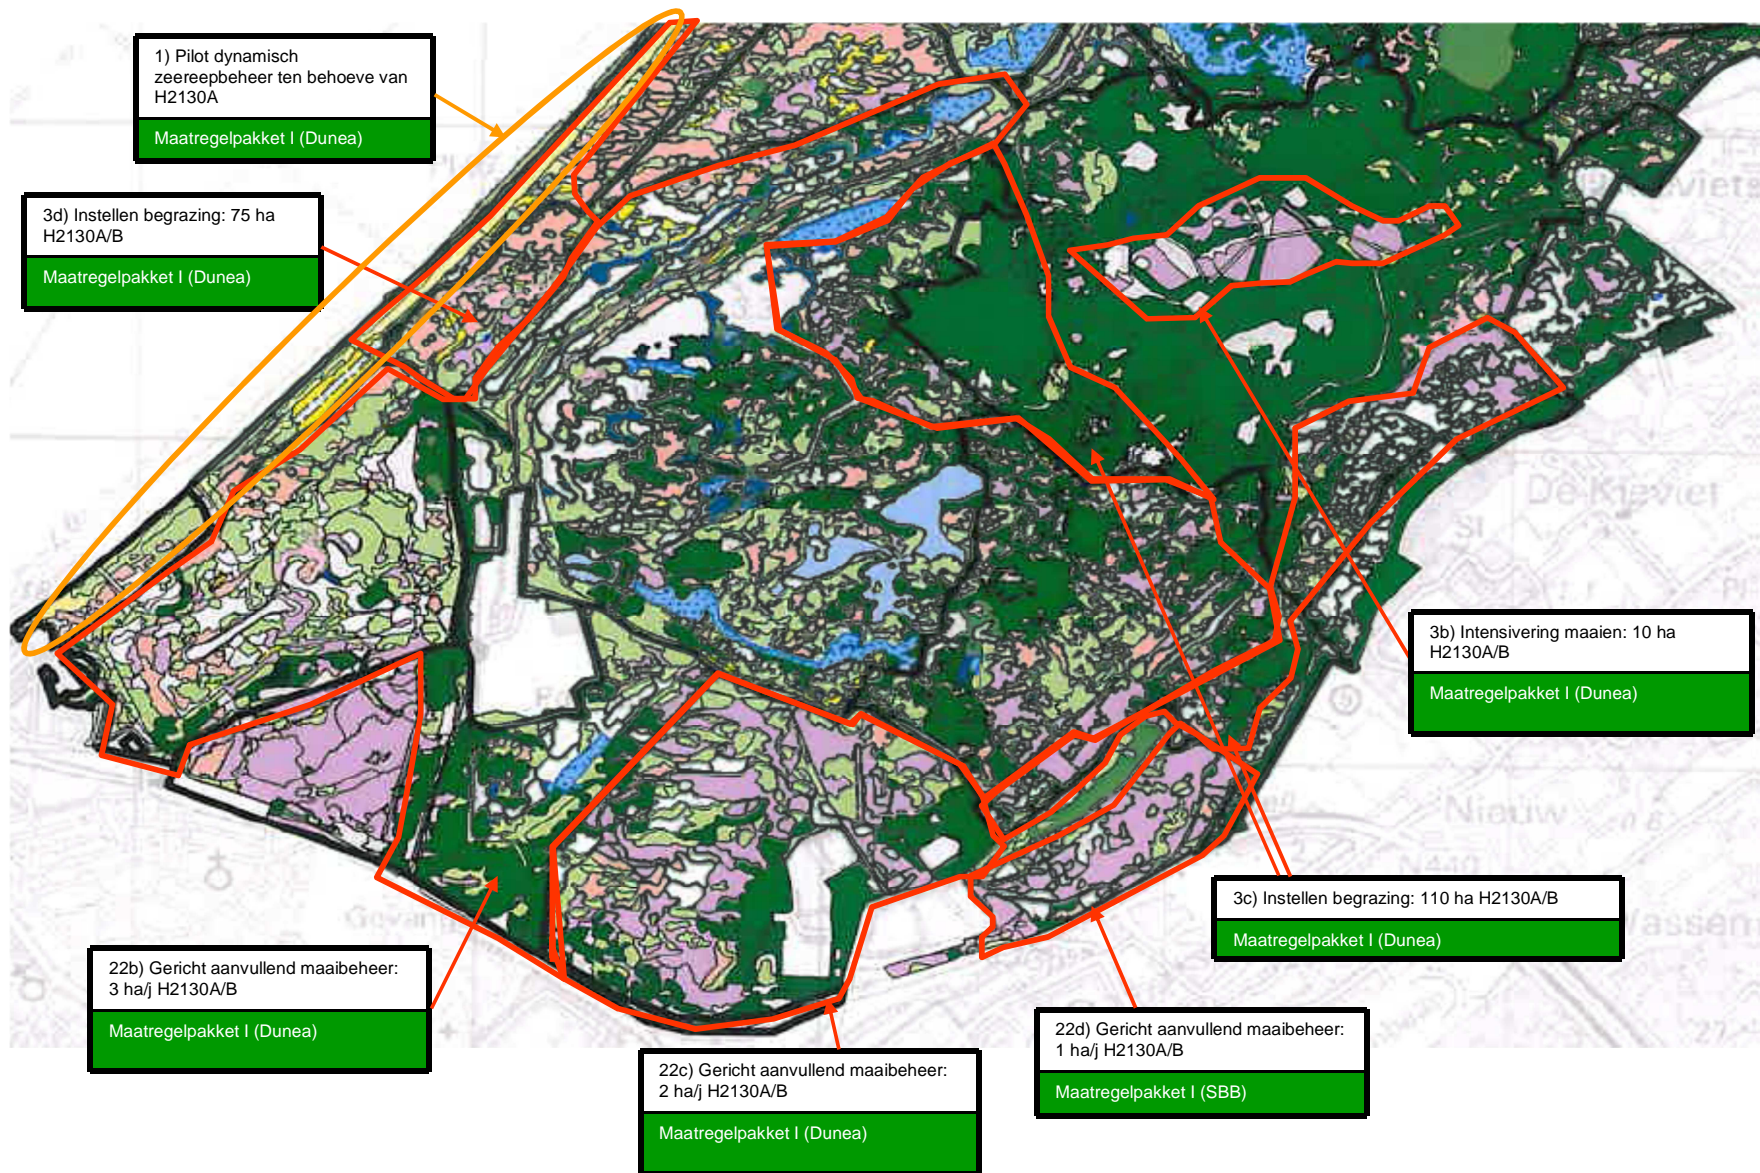 1) Pilot dynamisch
zeereepbeheer ten behoeve van
H2130A
Maatregelpakket I (Dunea)
3d) Instellen begrazing: 75 ha
H2130A/B
Maatregelpakket I (Dunea)
De Kieviet
3b) Intensivering maaien: 10 ha
H2130A/B
Maatregelpakket I (Dunea)
Nieuw
N440
3c) Instellen begrazing: 110 ha H2130A/B
Maatregelpakket I (Dunea)
22b) Gericht aanvullend maaibeheer:
3 ha/j H2130A/B
Maatregelpakket I (Dunea)
22d) Gericht aanvullend maaibeheer:
1 ha/j H2130A/B
Maatregelpakket I (SBB)
22c) Gericht aanvullend maaibeheer:
2 ha/j H2130A/B
Maatregelpakket I (Dunea)